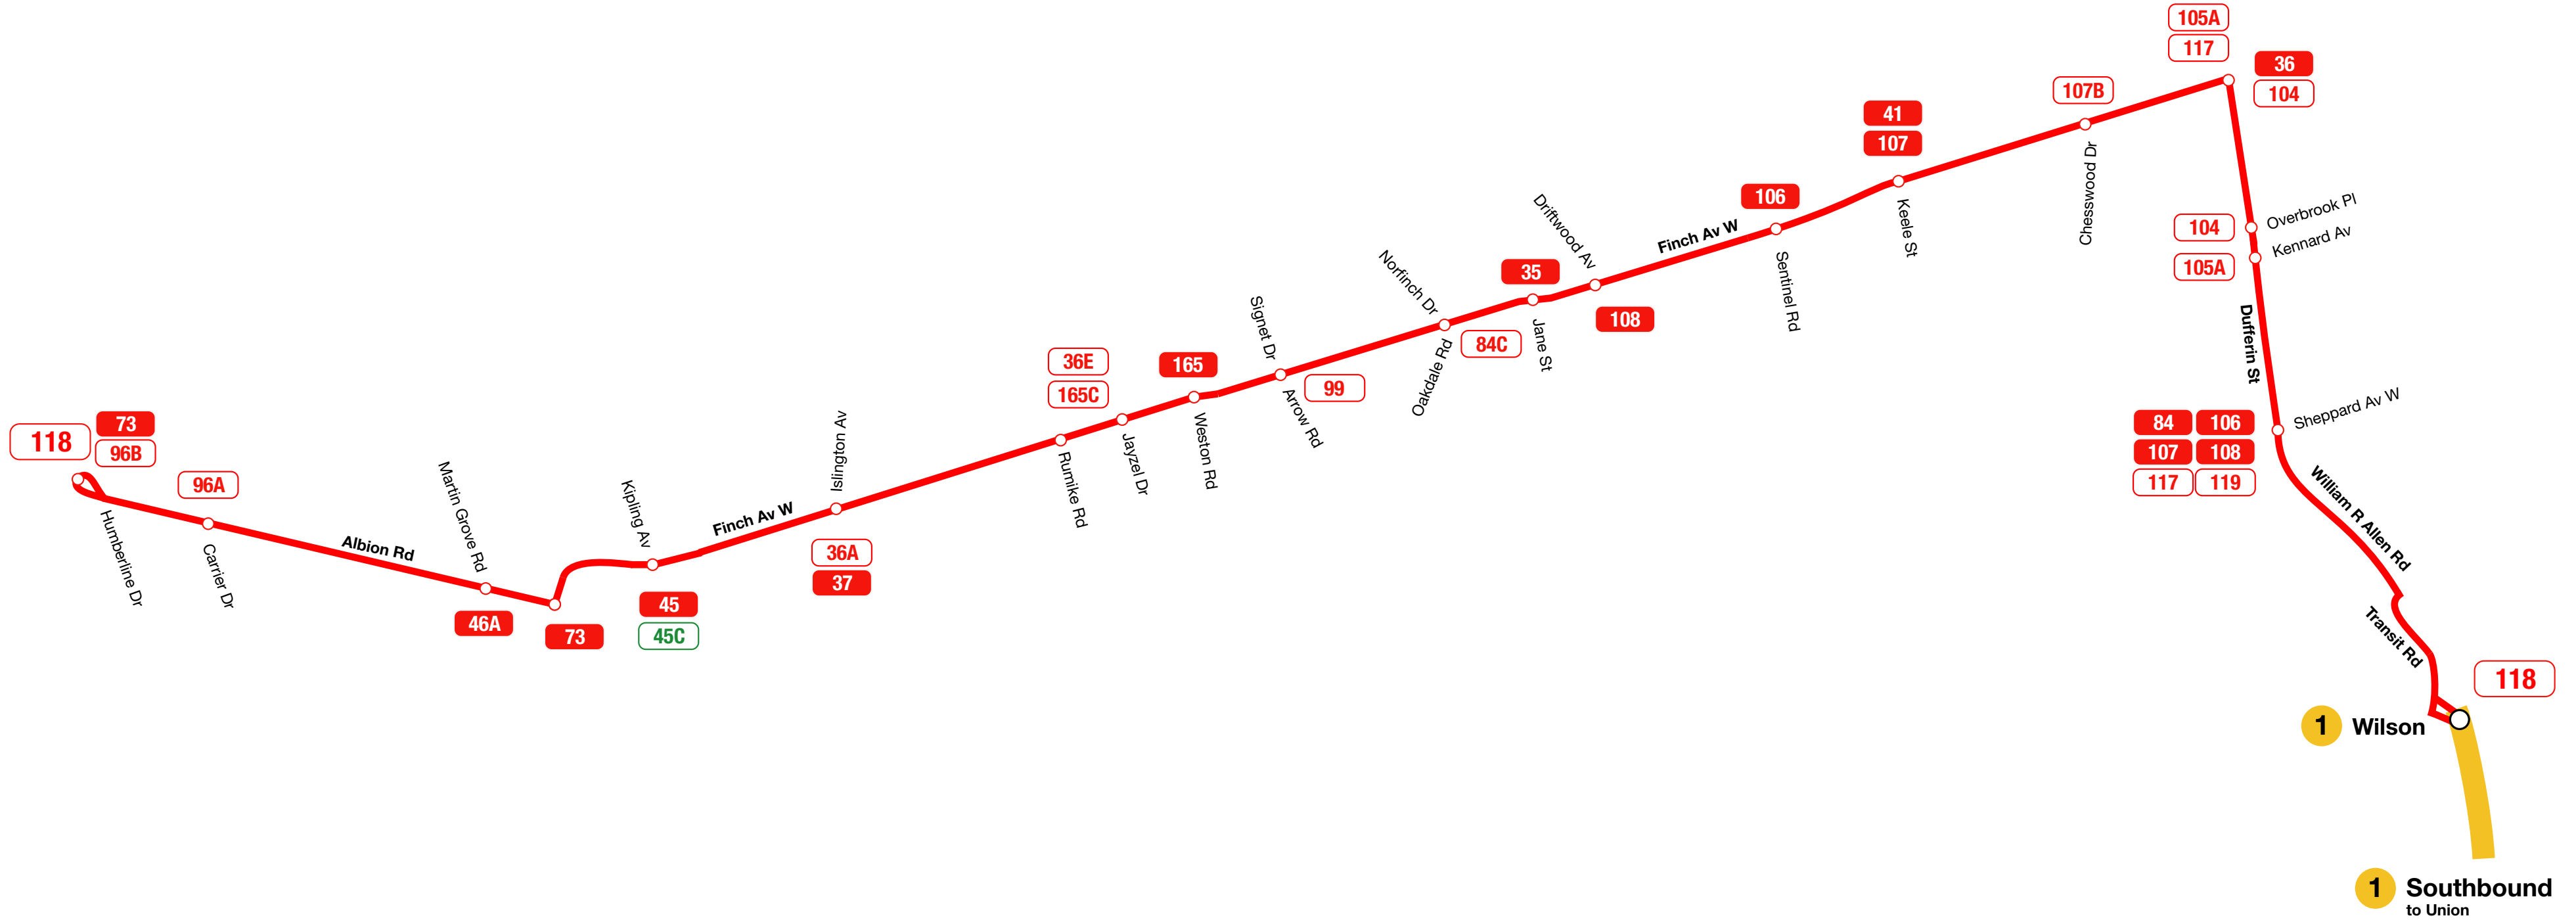 118
73
96B
Humberline Dr
96A
Carrier Dr
Albion Rd
Martin Grove Rd
46A
73
Kipling Av
45
45C
Finch Av W
Islington Av
36A
37
36E
165C
Rumike Rd
Jayzel Dr
165
Weston Rd
Signet Dr
Arrow Rd
99
Norfinch Dr
Oakdale Rd
84C
35
Jane St
Driftwood Av
108
Finch Av W
106
Sentinel Rd
41
107
Keele St
107B
Chesswood Dr
105A
117
36
104
104
Overbrook Pl
Kennard Av
105A
Dufferin St
84 106
107 108
117 119
Sheppard Av W
William R Allen Rd
Transit Rd
118
1 Wilson
1 Southbound
to Union